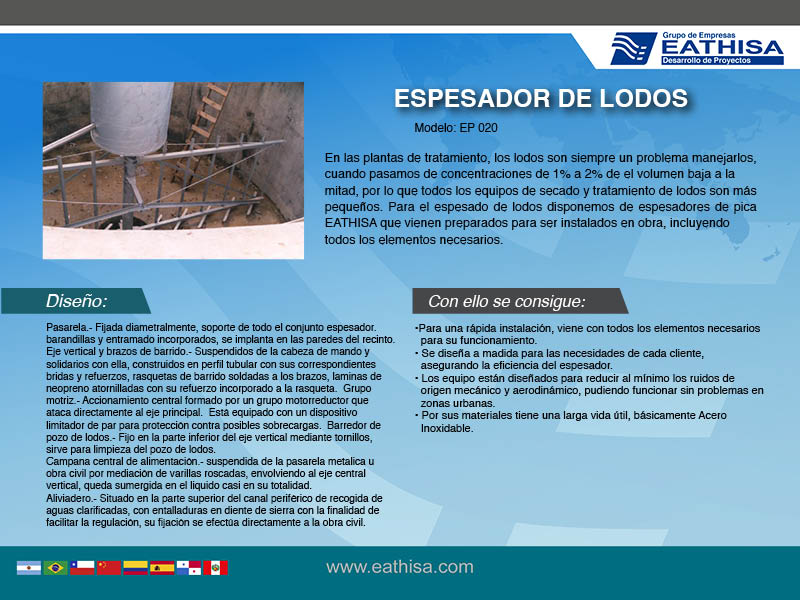 Grupo de Empresas
EATHISA
Desarrollo de Proyectos
ESPESADOR DE LODOS
Modelo: EP 020
En las plantas de tratamiento, los lodos son siempre un problema manejarlos,
cuando pasamos de concentraciones de 1% a 2% de el volumen baja a la
mitad, por lo que todos los equipos de secado y tratamiento de lodos son más
pequeños. Para el espesado de lodos disponemos de espesadores de pica
EATHISA que vienen preparados para ser instalados en obra, incluyendo
todos los elementos necesarios.
Diseño:
Pasarela.- Fijada diametralmente, soporte de todo el conjunto espesador.
barandillas y entramado incorporados, se implanta en las paredes del recinto.
Eje vertical y brazos de barrido.- Suspendidos de la cabeza de mando y
solidarios con ella, construidos en perfil tubular con sus correspondientes
bridas y refuerzos, rasquetas de barrido soldadas a los brazos, laminas de
neopreno atornilladas con su refuerzo incorporado a la rasqueta.  Grupo
motriz.- Accionamiento central formado por un grupo motorreductor que
ataca directamente al eje principal.  Está equipado con un dispositivo
limitador de par para protección contra posibles sobrecargas.  Barredor de
pozo de lodos.- Fijo en la parte inferior del eje vertical mediante tornillos,
sirve para limpieza del pozo de lodos.
Campana central de alimentación.- suspendida de la pasarela metalica u
obra civil por mediación de varillas roscadas, envolviendo al eje central
vertical, queda sumergida en el liquido casi en su totalidad.
Aliviadero.- Situado en la parte superior del canal periférico de recogida de
aguas clarificadas, con entalladuras en diente de sierra con la finalidad de
facilitar la regulación, su fijación se efectúa directamente a la obra civil.
Con ello se consigue:
·Para una rápida instalación, viene con todos los elementos necesarios
para su funcionamiento.
· Se diseña a madida para las necesidades de cada cliente,
asegurando la eficiencia del espesador.
· Los equipo están diseñados para reducir al mínimo los ruidos de
origen mecánico y aerodinámico, pudiendo funcionar sin problemas en
zonas urbanas.
· Por sus materiales tiene una larga vida útil, básicamente Acero
Inoxidable.
www.eathisa.com